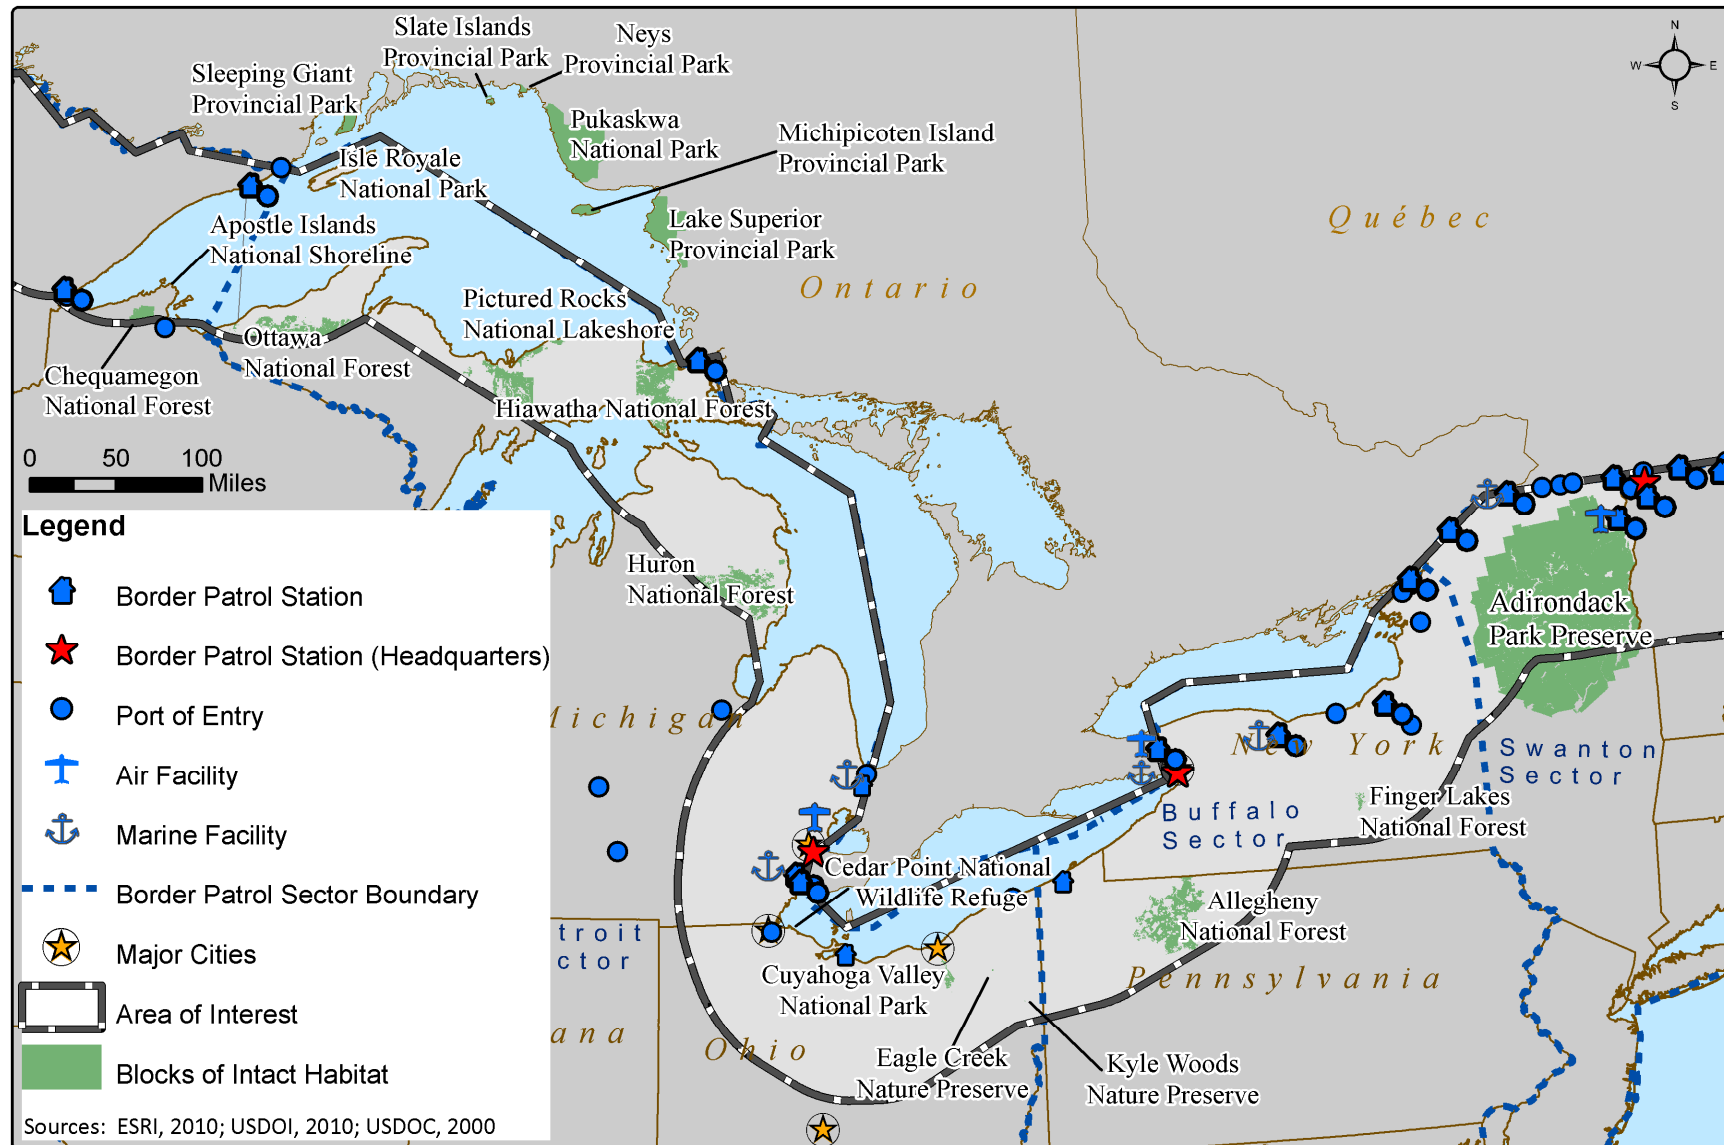 Slate Islands
Provincial Park
Neys
Provincial Park
N
W
E
S
Sleeping Giant
Provincial Park
Pukaskwa
National Park
Michipicoten Island
Provincial Park
Isle Royale
National Park
Apostle Islands
National Shoreline
Lake Superior
Provincial Park
Québec
Ontario
Pictured Rocks
National Lakeshore
Ottawa
National Forest
Chequamegon
National Forest
Hiawatha National Forest
0 50 100
Miles
Huron
National Forest
Adirondack
Park Preserve
Michigan
New York
Swanton
Sector
Buffalo
Sector
Finger Lakes
National Forest
Cedar Point National
Wildlife Refuge
Allegheny
National Forest
troit
ctor
Cuyahoga Valley
National Park
Pennsylvania
ana
Ohio
Eagle Creek
Nature Preserve
Kyle Woods
Nature Preserve
Legend
Border Patrol Station
Border Patrol Station (Headquarters)
Port of Entry
Air Facility
Marine Facility
Border Patrol Sector Boundary
Major Cities
Area of Interest
Blocks of Intact Habitat
Sources: ESRI, 2010; USDOI, 2010; USDOC, 2000